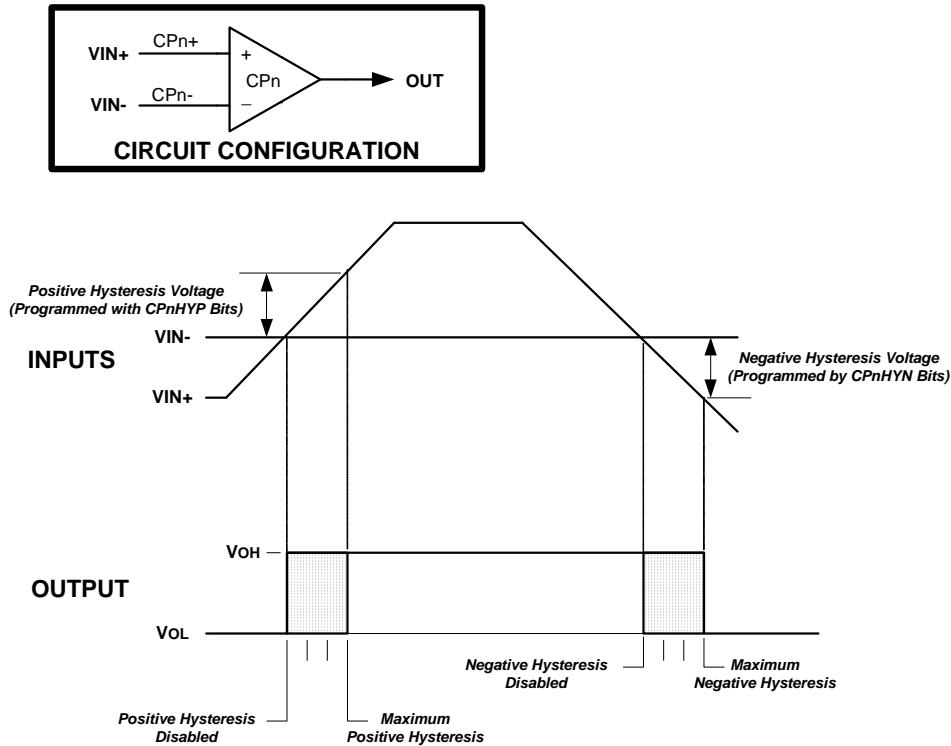 VIN+
CPn+
+
CPn
OUT
VIN-
CPn-
−
CIRCUIT CONFIGURATION
Positive Hysteresis Voltage
(Programmed with CPnHYP Bits)
VIN-
INPUTS
Negative Hysteresis Voltage
(Programmed by CPnHYN Bits)
VIN+
VOH
OUTPUT
VOL
Negative Hysteresis
Disabled
Maximum
Negative Hysteresis
Positive Hysteresis
Disabled
Maximum
Positive Hysteresis